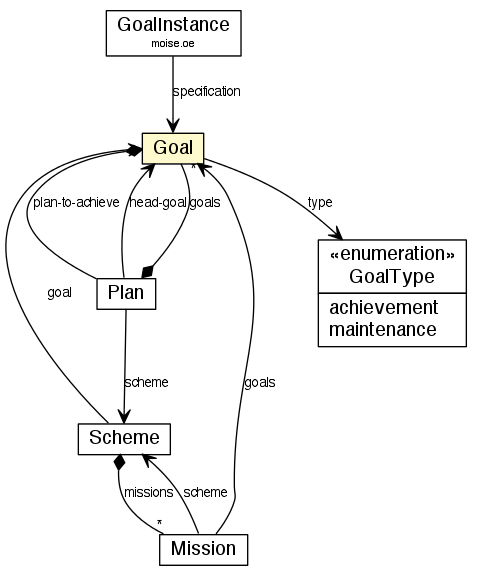 GoalInstance
moise.oe
specification
Goal
*
plan-to-achieve
head-goal
goals
type
«enumeration»
GoalType
achievement
maintenance
Plan
goal
scheme
goals
Scheme
missions
scheme
*
Mission